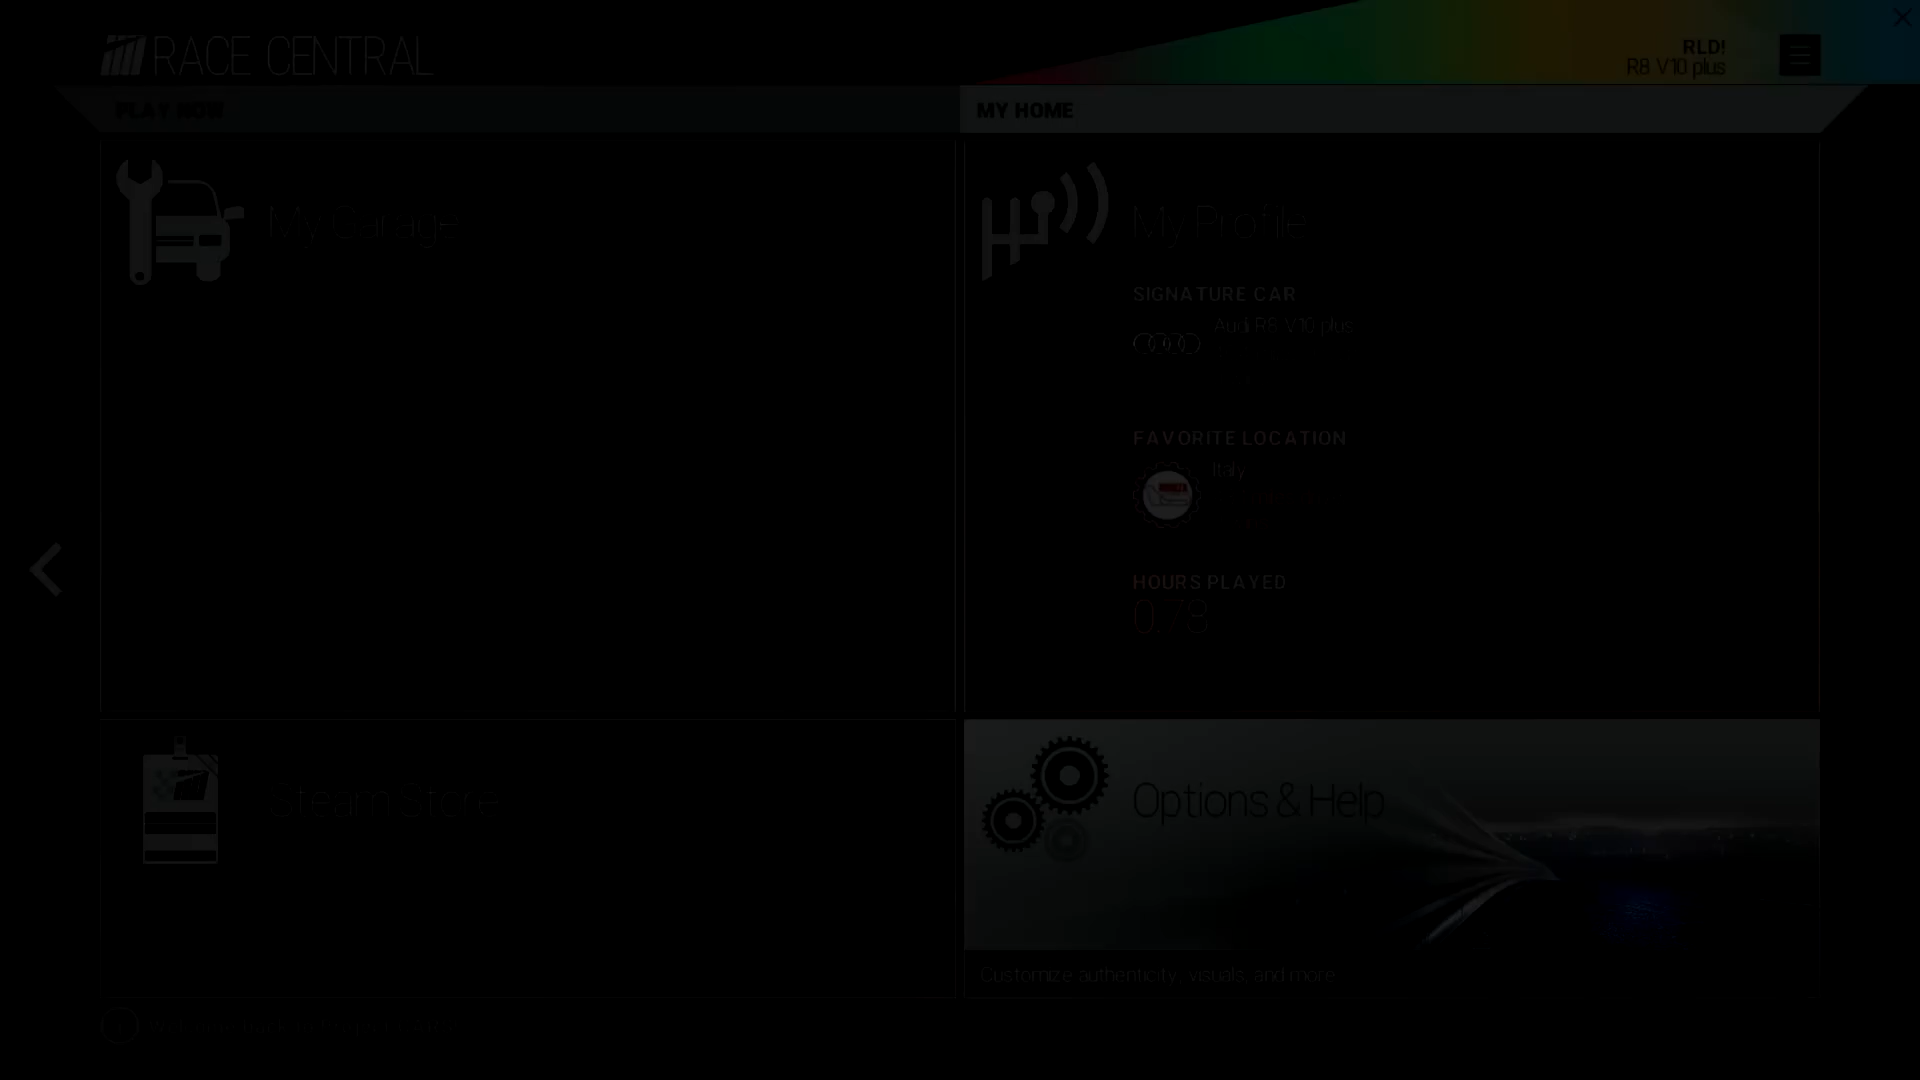 RACE CENTRAL
RLD!
R8 V10 plus
PLAY NOW
MY HOME
My Garage
My Profile
SIGNATURE CAR
Audi R8 V10 plus
FAVORITE LOCATION
Italy
HOURS PLAYED
0.79
Steam Store
Options & Help
Customize authenticity, visuals, and more